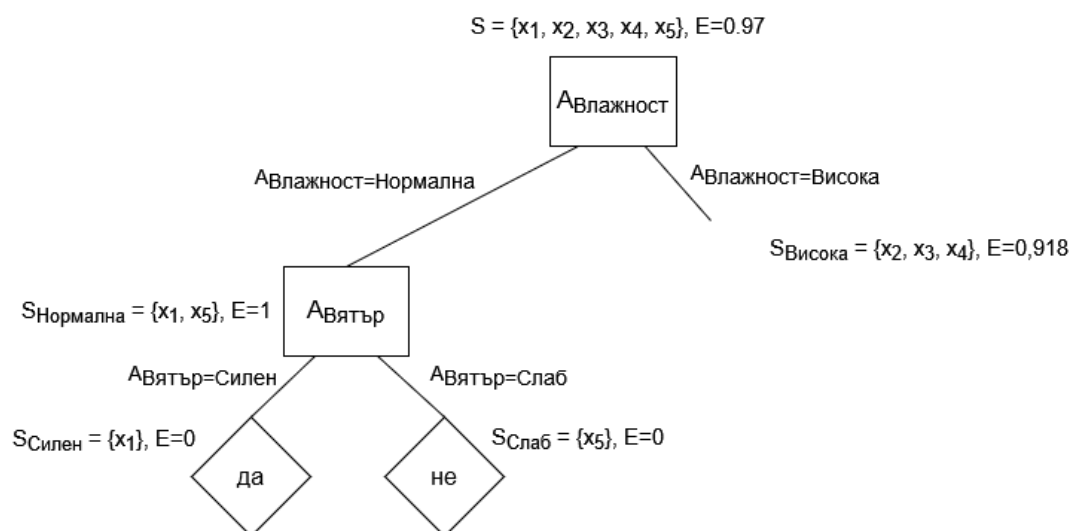 S = {x1, x2, x3, x4, x5}, E=0.97
AВлажност
AВлажност=Нормална
AВлажност=Висока
SВисока = {x2, x3, x4}, E=0,918
SНормална = {x1, x5}, E=1
AВятър
AВятър=Силен
AВятър=Слаб
SСилен = {x1}, E=0
SСлаб = {x5}, E=0
да
не